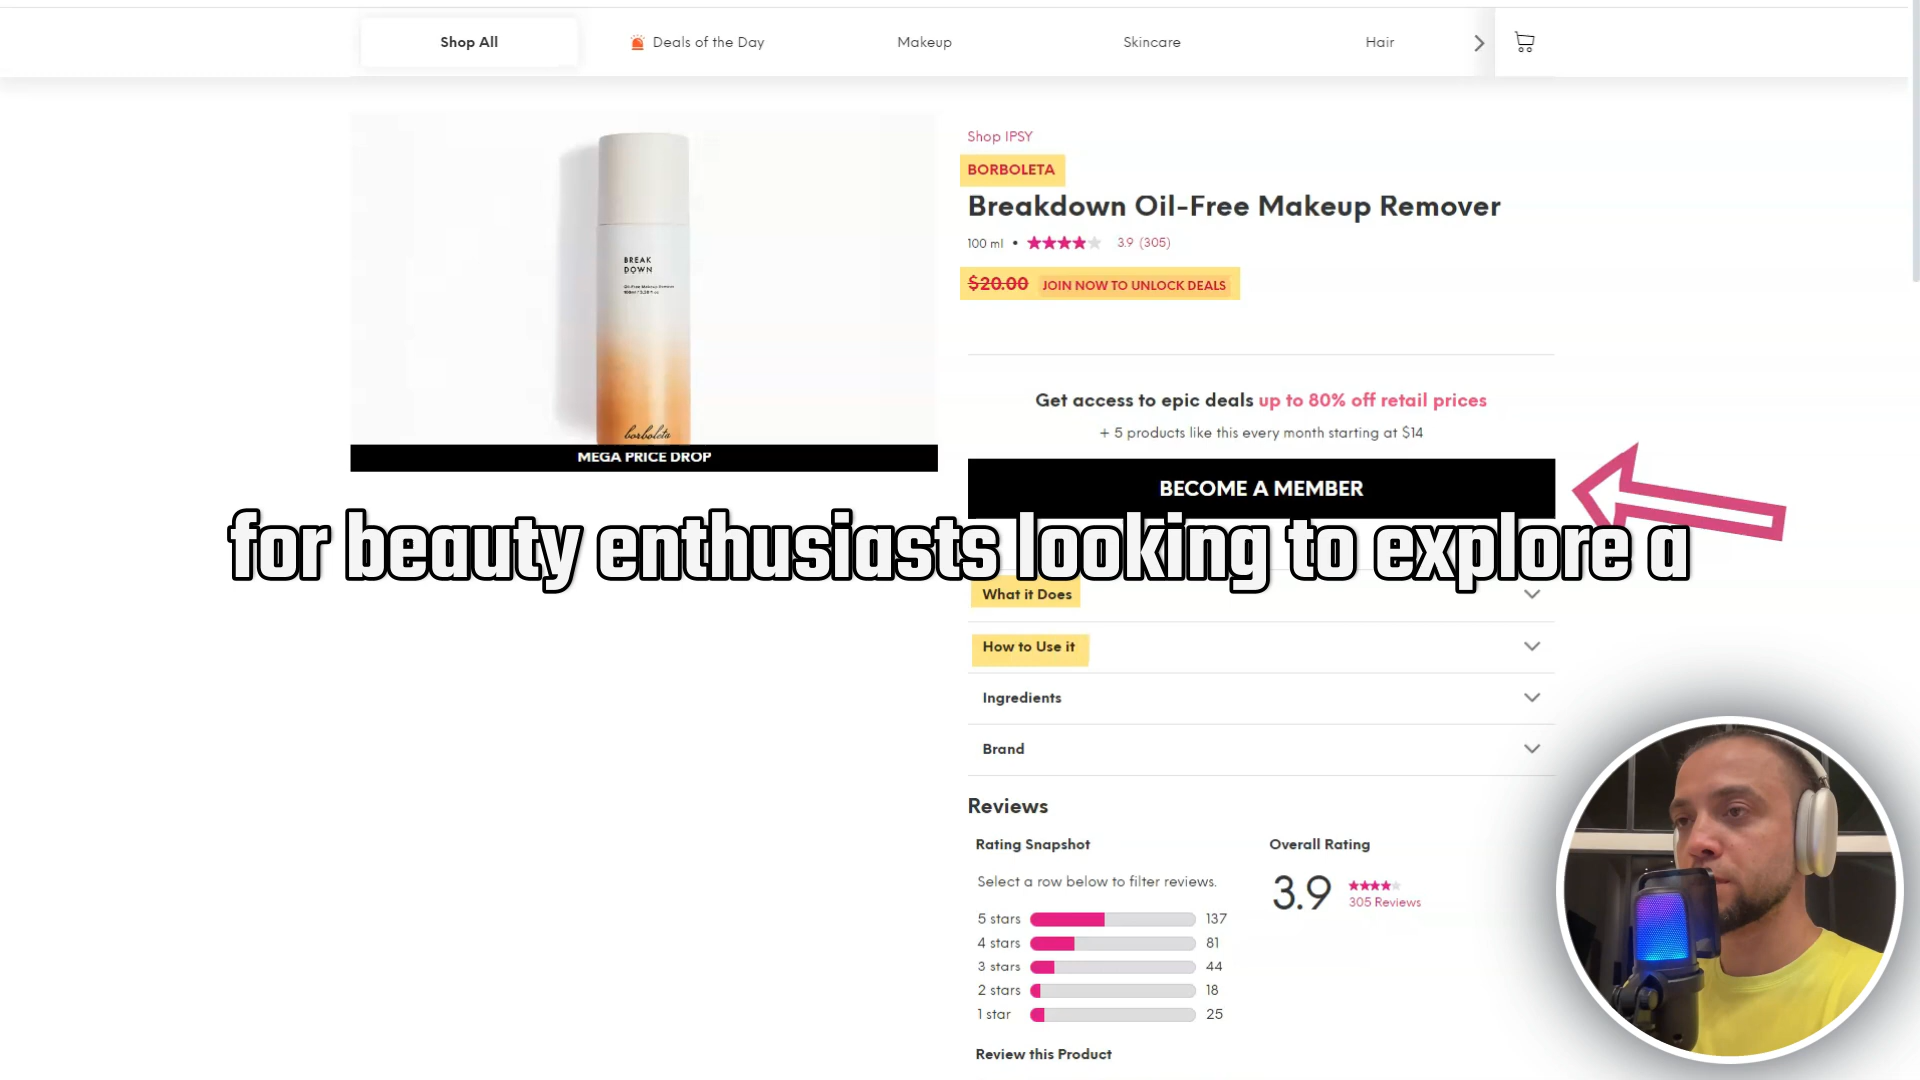 Shop All
Deals of the Day
Makeup
Skincare
Hair
Shop IPSY
BORBOLETA
Breakdown Oil-Free Makeup Remover
100 ml • 3.9 (305)
$20.00 JOIN NOW TO UNLOCK DEALS
BREAK
DOWN
borboleta
MEGA PRICE DROP
Get access to epic deals up to 80% off retail prices
+ 5 products like this every month starting at $14
BECOME A MEMBER
for beauty enthusiasts looking to explore a
What it Does
How to Use it
Ingredients
Brand
Reviews
Rating Snapshot
Select a row below to filter reviews.
5 stars 137
4 stars 81
3 stars 44
2 stars 18
1 star 25
Overall Rating
3.9
305 Reviews
Review this Product